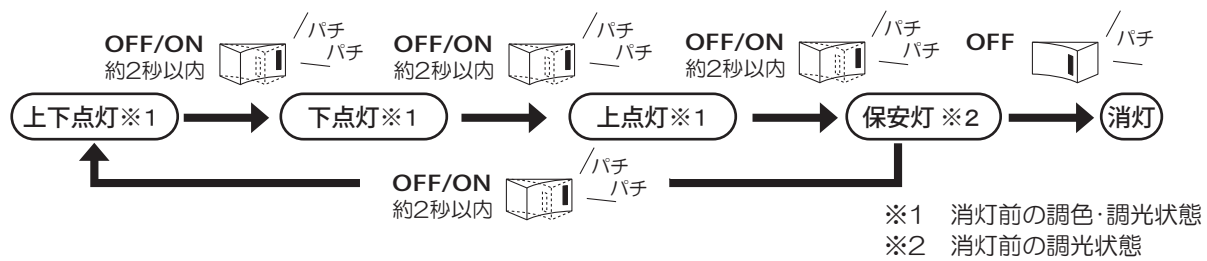 OFF/ON
約2秒以内
パチ
パチ
OFF/ON
約2秒以内
パチ
パチ
OFF/ON
約2秒以内
パチ
パチ
OFF
パチ
上下点灯※1
下点灯※1
上点灯※1
保安灯 ※2
消灯
OFF/ON
約2秒以内
パチ
パチ
※1 消灯前の調色・調光状態
※2 消灯前の調光状態